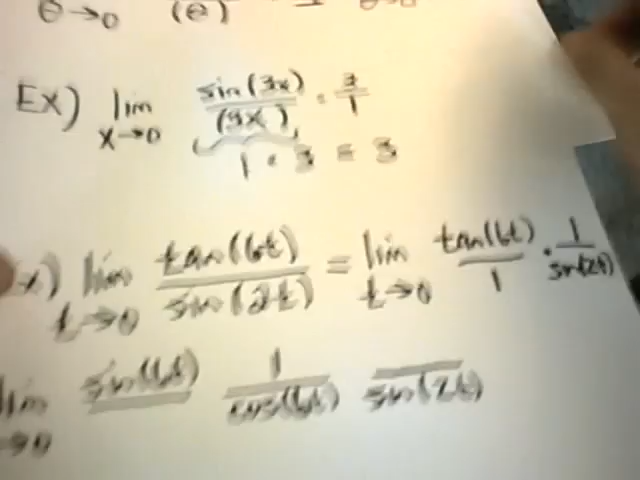 θ→0 (θ)
Ex) lim x→0 sin(3x)/(3x) · 3/1
1 · 3 = 3
x) lim t→0 tan(6t)/sin(2t) = lim t→0 tan(6t)/1 · 1/sin(2t)
lim →0 sin(6t) 1/cos(6t) sin(2t)